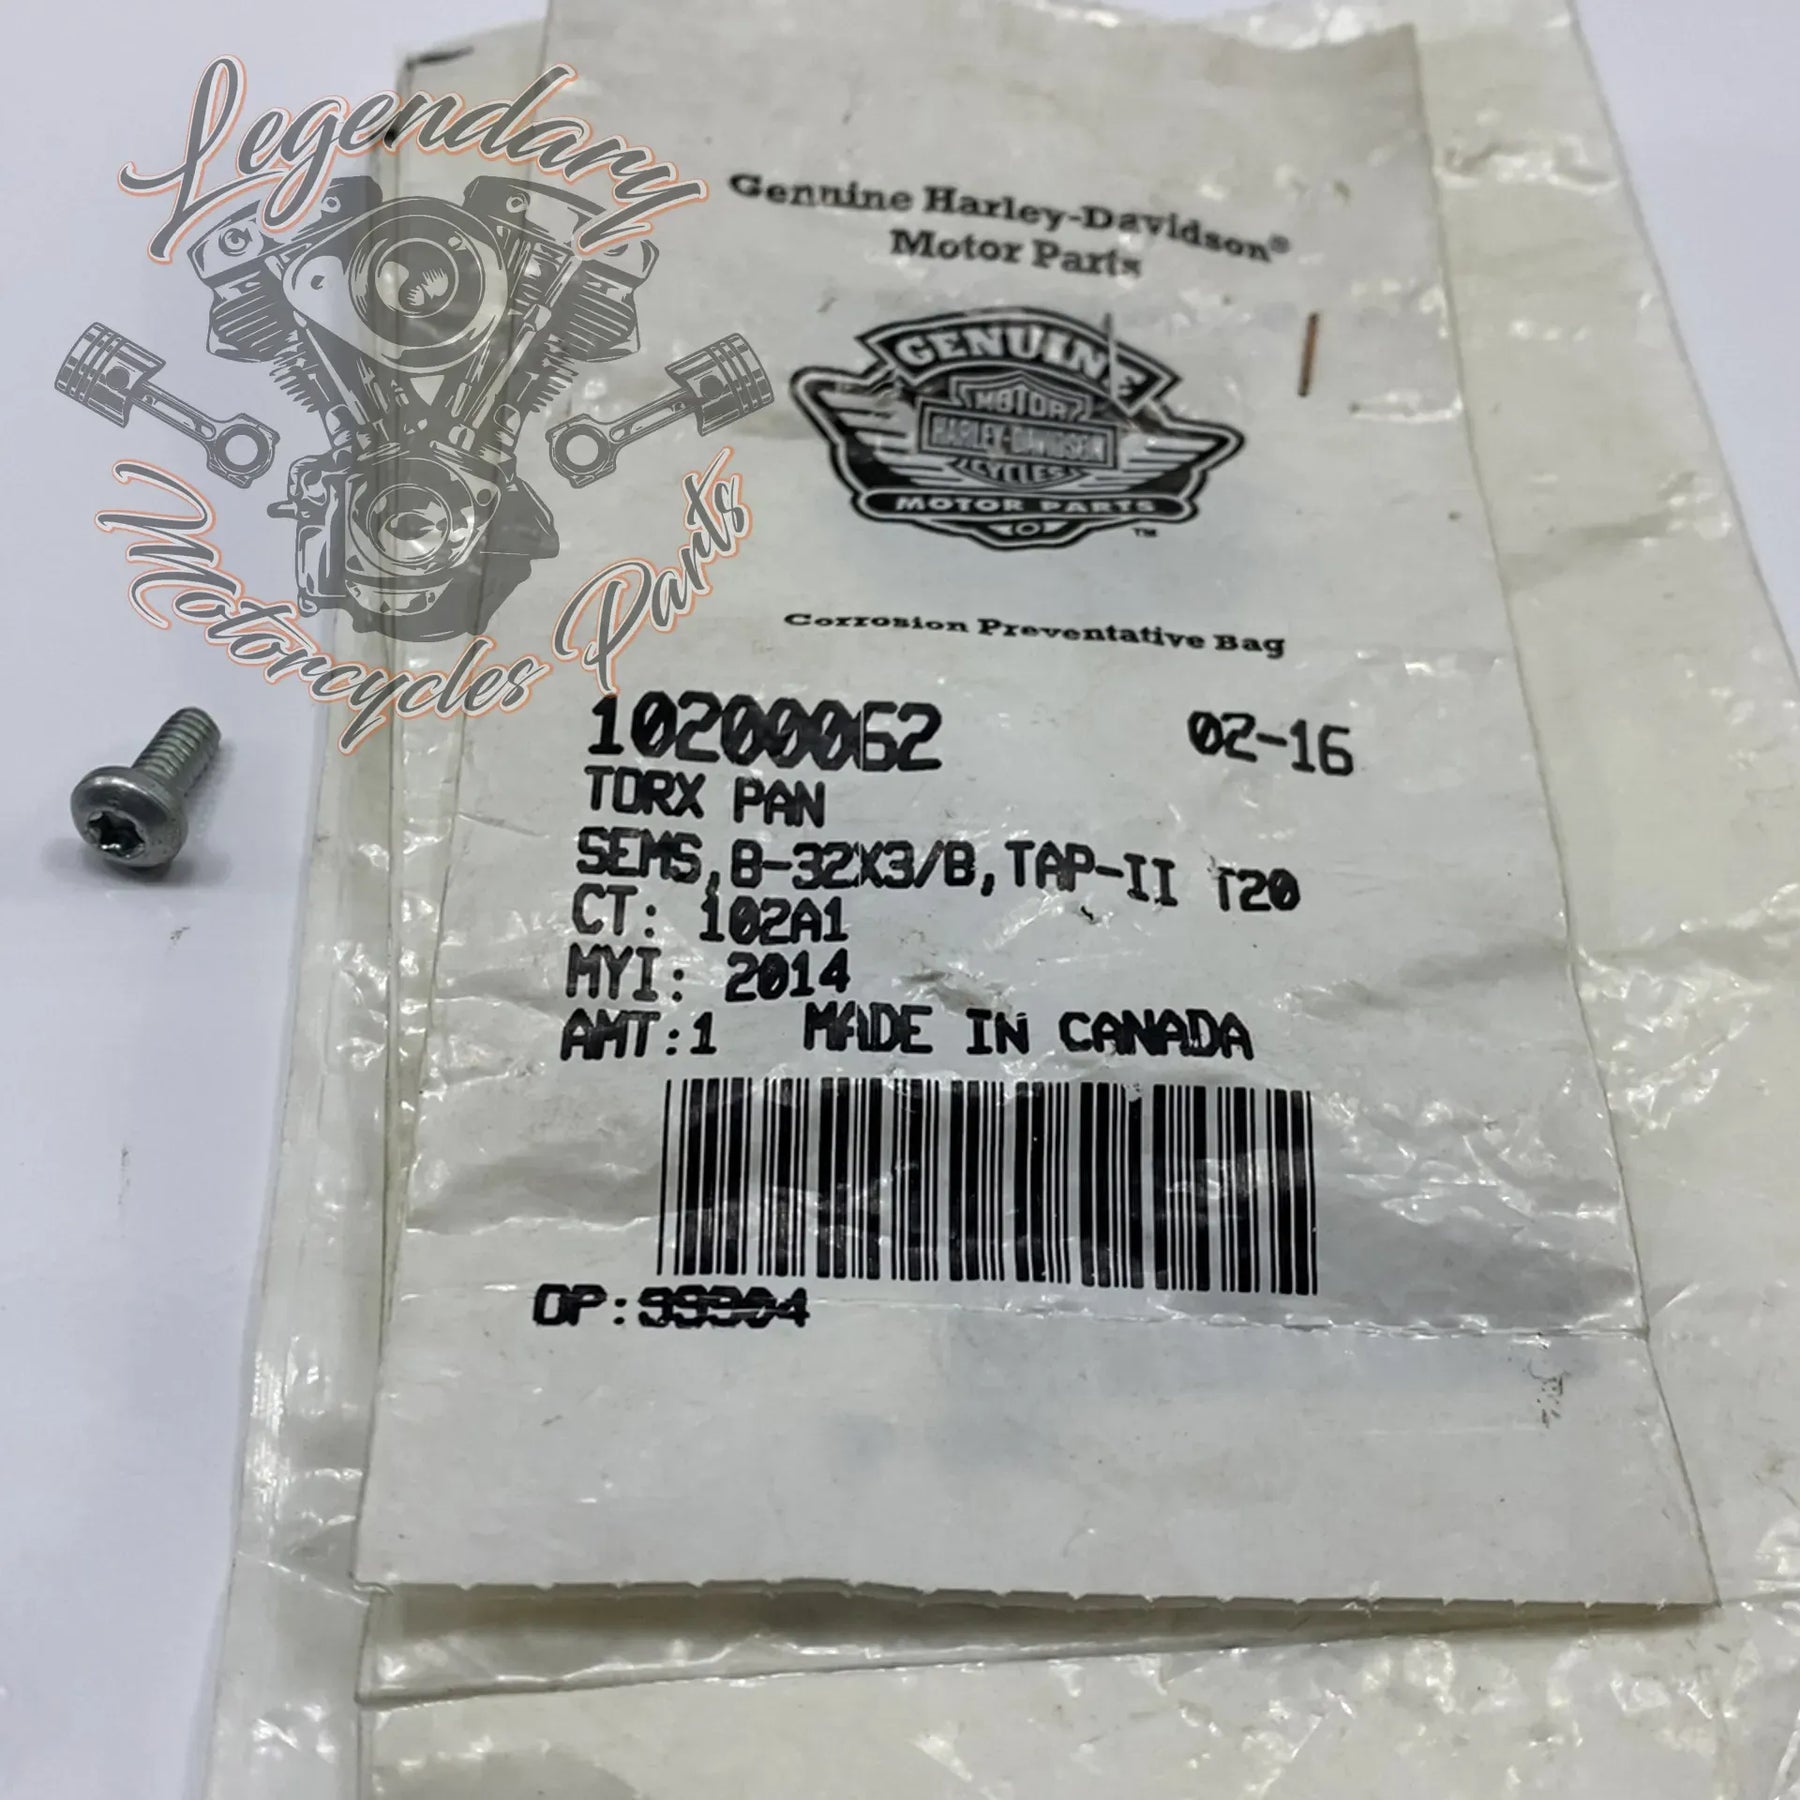 Legendary
Motorcycles Parts
Genuine Harley-Davidson®
Motor Parts
GENUINE
MOTOR
HARLEY-DAVIDSON
CYCLES
MOTOR PARTS
TM
Corrosion Preventative Bag
10200062 02-16
TORX PAN
SEMS,8-32X3/8,TAP-II T20
CT: 102A1
MYI: 2014
AMT:1 MADE IN CANADA
OP: